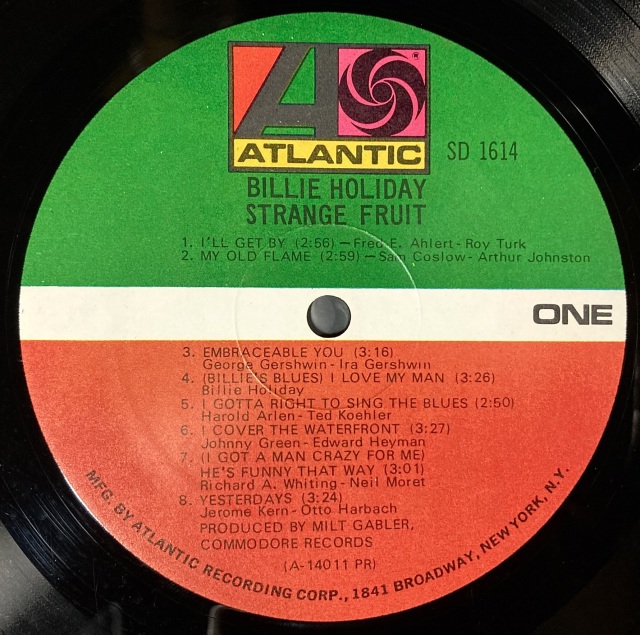 ATLANTIC
SD 1614
BILLIE HOLIDAY
STRANGE FRUIT
1. I'LL GET BY (2:56) — Fred E. Ahlert - Roy Turk
2. MY OLD FLAME (2:59) — Sam Coslow - Arthur Johnston
ONE
3. EMBRACEABLE YOU (3:16)
George Gershwin - Ira Gershwin
4. (BILLIE'S BLUES) I LOVE MY MAN (3:26)
Billie Holiday
5. I GOTTA RIGHT TO SING THE BLUES (2:50)
Harold Arlen - Ted Koehler
6. I COVER THE WATERFRONT (3:27)
Johnny Green - Edward Heyman
7. (I GOT A MAN CRAZY FOR ME)
HE'S FUNNY THAT WAY (3:01)
Richard A. Whiting - Neil Moret
8. YESTERDAYS (3:24)
Jerome Kern - Otto Harbach
PRODUCED BY MILT GABLER,
COMMODORE RECORDS
(A-14011 PR)
MFG. BY ATLANTIC RECORDING CORP., 1841 BROADWAY, NEW YORK, N.Y.